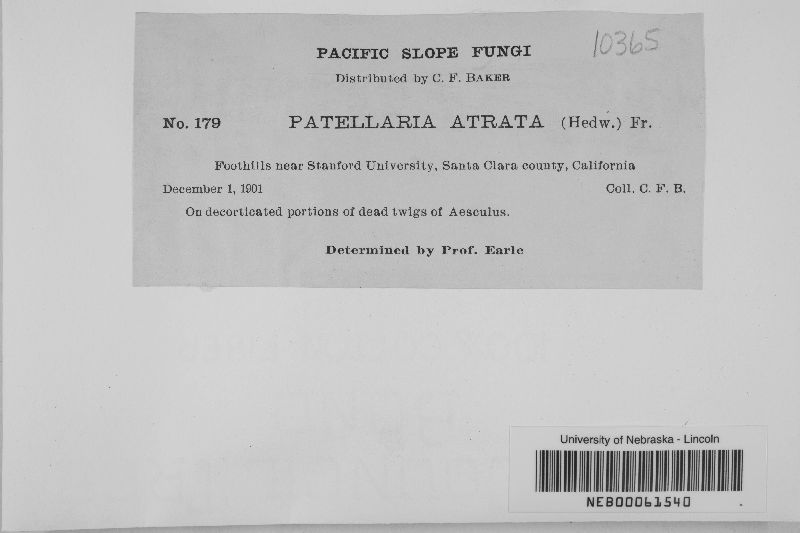 10365
PACIFIC SLOPE FUNGI
Distributed by C. F. BAKER
No. 179 PATELLARIA ATRATA (Hedw.) Fr.
Foothills near Stanford University, Santa Clara county, California
December 1, 1901 Coll. C. F. B.
On decorticated portions of dead twigs of Aesculus.
Determined by Prof. Earle
University of Nebraska - Lincoln
NEB00061540